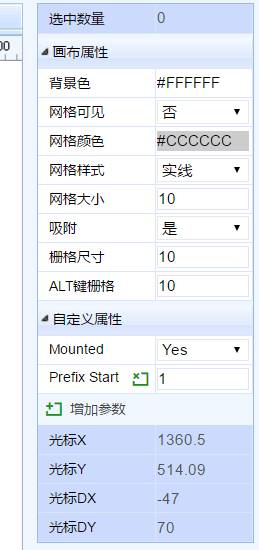 选中数量 0
00
画布属性
背景色 #FFFFFF
网格可见 否
网格颜色 #CCCCCC
网格样式 实线
网格大小 10
吸附 是
栅格尺寸 10
ALT键栅格 10
自定义属性
Mounted Yes
Prefix Start 1
增加参数
光标X 1360.5
光标Y 514.09
光标DX -47
光标DY 70